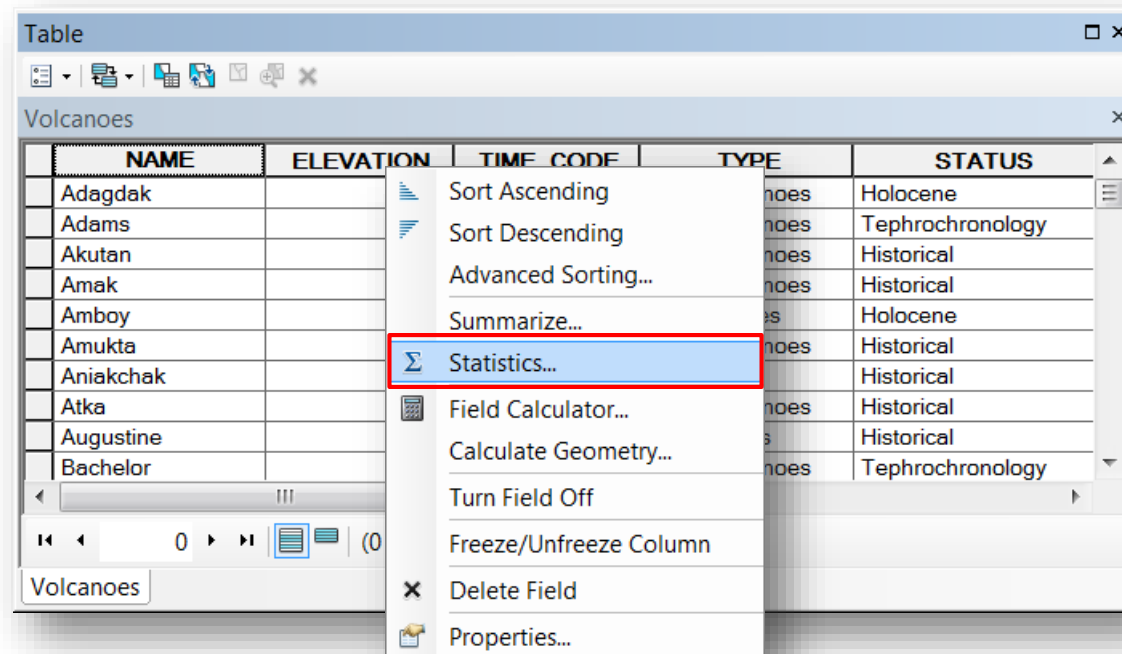 Table
Volcanoes
NAME ELEVATION TIME_CODE TYPE STATUS
Adagdak Holocene
Adams Tephrochronology
Akutan Historical
Amak Historical
Amboy Holocene
Amukta Historical
Aniakchak Historical
Atka Historical
Augustine Historical
Bachelor Tephrochronology
Sort Ascending
Sort Descending
Advanced Sorting...
Summarize...
Σ Statistics...
Field Calculator...
Calculate Geometry...
Turn Field Off
Freeze/Unfreeze Column
Delete Field
Properties...
0 (0
Volcanoes